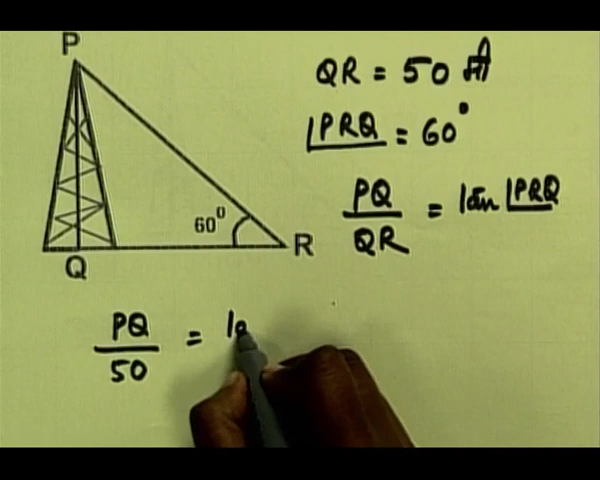 P
QR = 50 मी
∠PRQ = 60°
PQ
QR
= tan ∠PRQ
60°
R
Q
PQ
50
=